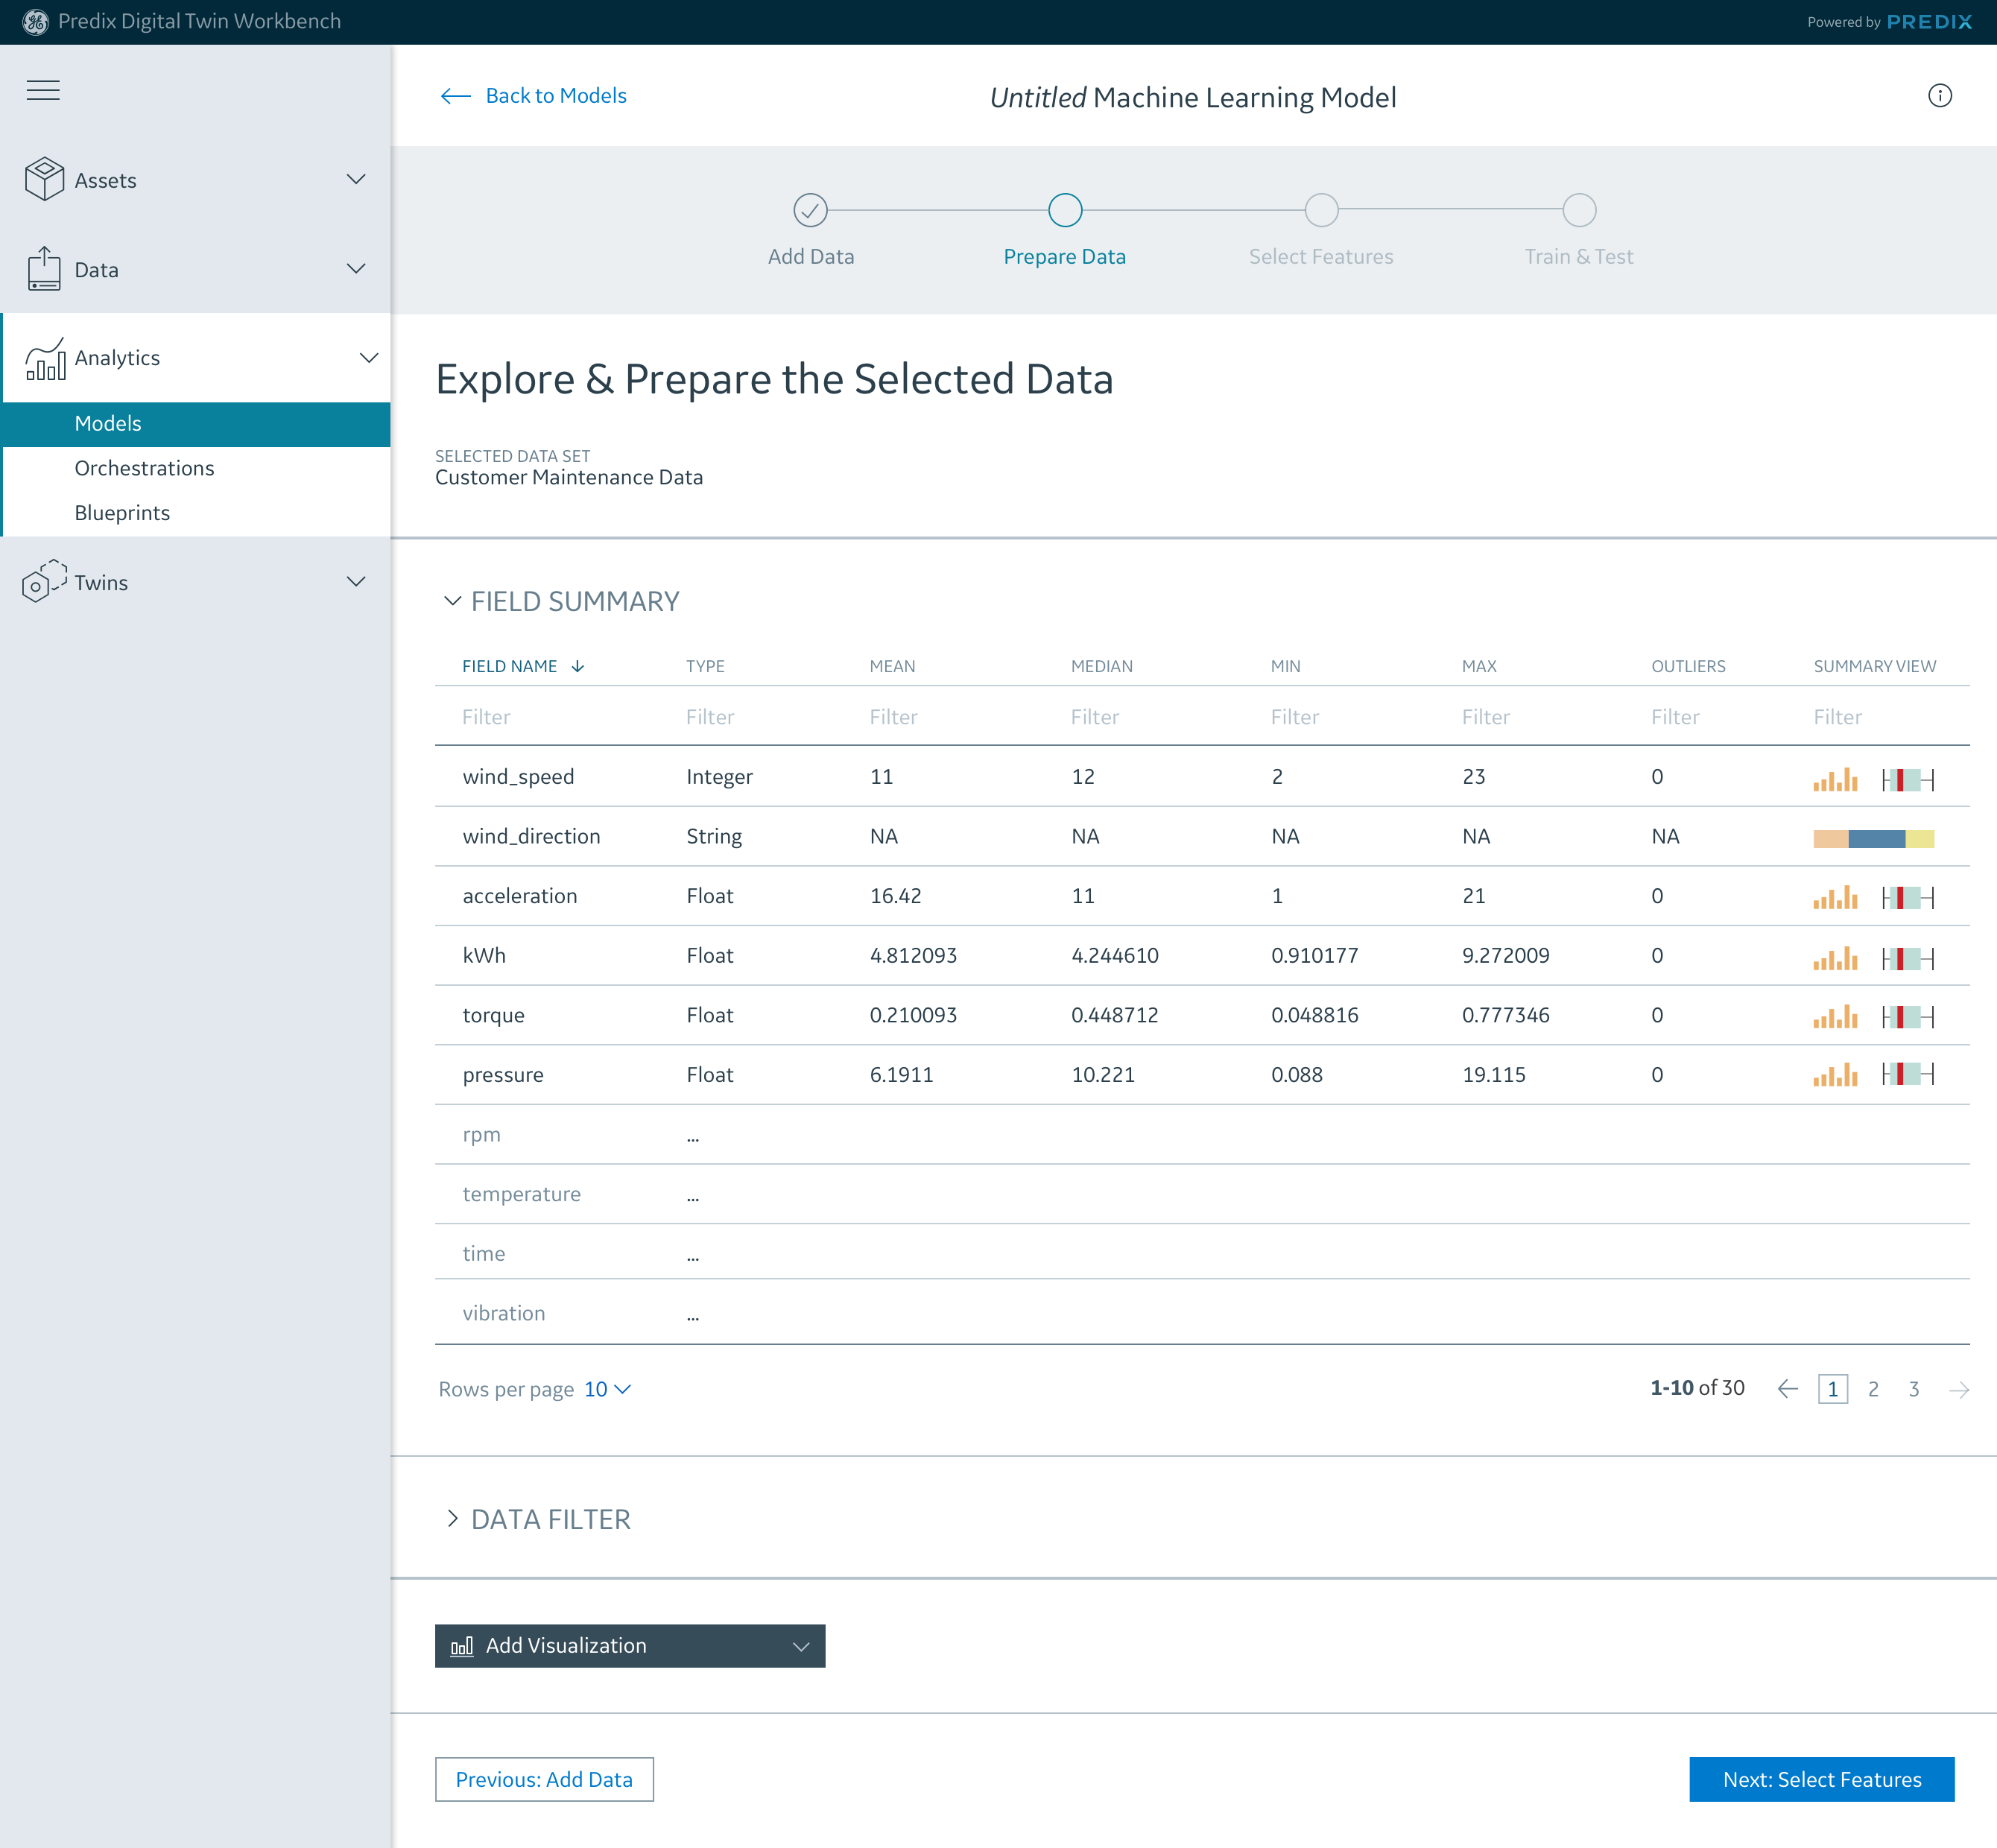 Predix Digital Twin Workbench
Powered by PREDIX
Back to Models
Untitled Machine Learning Model
Assets
Data
Analytics
Models
Orchestrations
Blueprints
Twins
Add Data Prepare Data Select Features Train & Test
Explore & Prepare the Selected Data
SELECTED DATA SET
Customer Maintenance Data
FIELD SUMMARY
FIELD NAME TYPE MEAN MEDIAN MIN MAX OUTLIERS SUMMARY VIEW
Filter Filter Filter Filter Filter Filter Filter Filter
wind_speed Integer 11 12 2 23 0
wind_direction String NA NA NA NA NA
acceleration Float 16.42 11 1 21 0
kWh Float 4.812093 4.244610 0.910177 9.272009 0
torque Float 0.210093 0.448712 0.048816 0.777346 0
pressure Float 6.1911 10.221 0.088 19.115 0
rpm ...
temperature ...
time ...
vibration ...
Rows per page 10
1-10 of 30 1 2 3
DATA FILTER
Add Visualization
Previous: Add Data
Next: Select Features